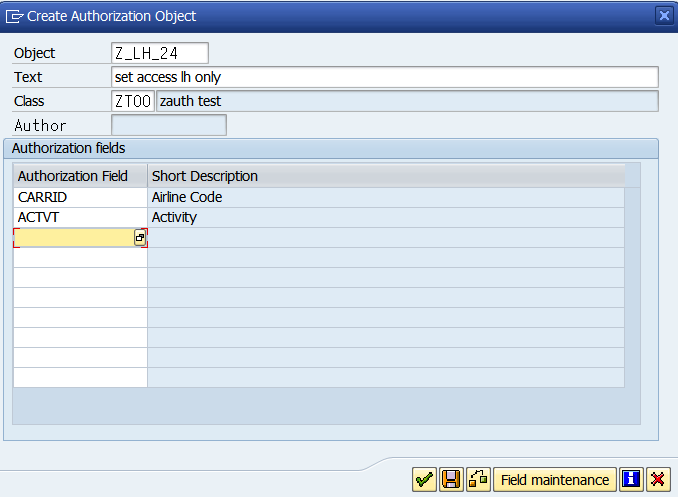 Create Authorization Object
Object Z_LH_24
Text set access lh only
Class ZT00 zauth test
Author
Authorization fields
Authorization Field Short Description
CARRID Airline Code
ACTVT Activity
Field maintenance